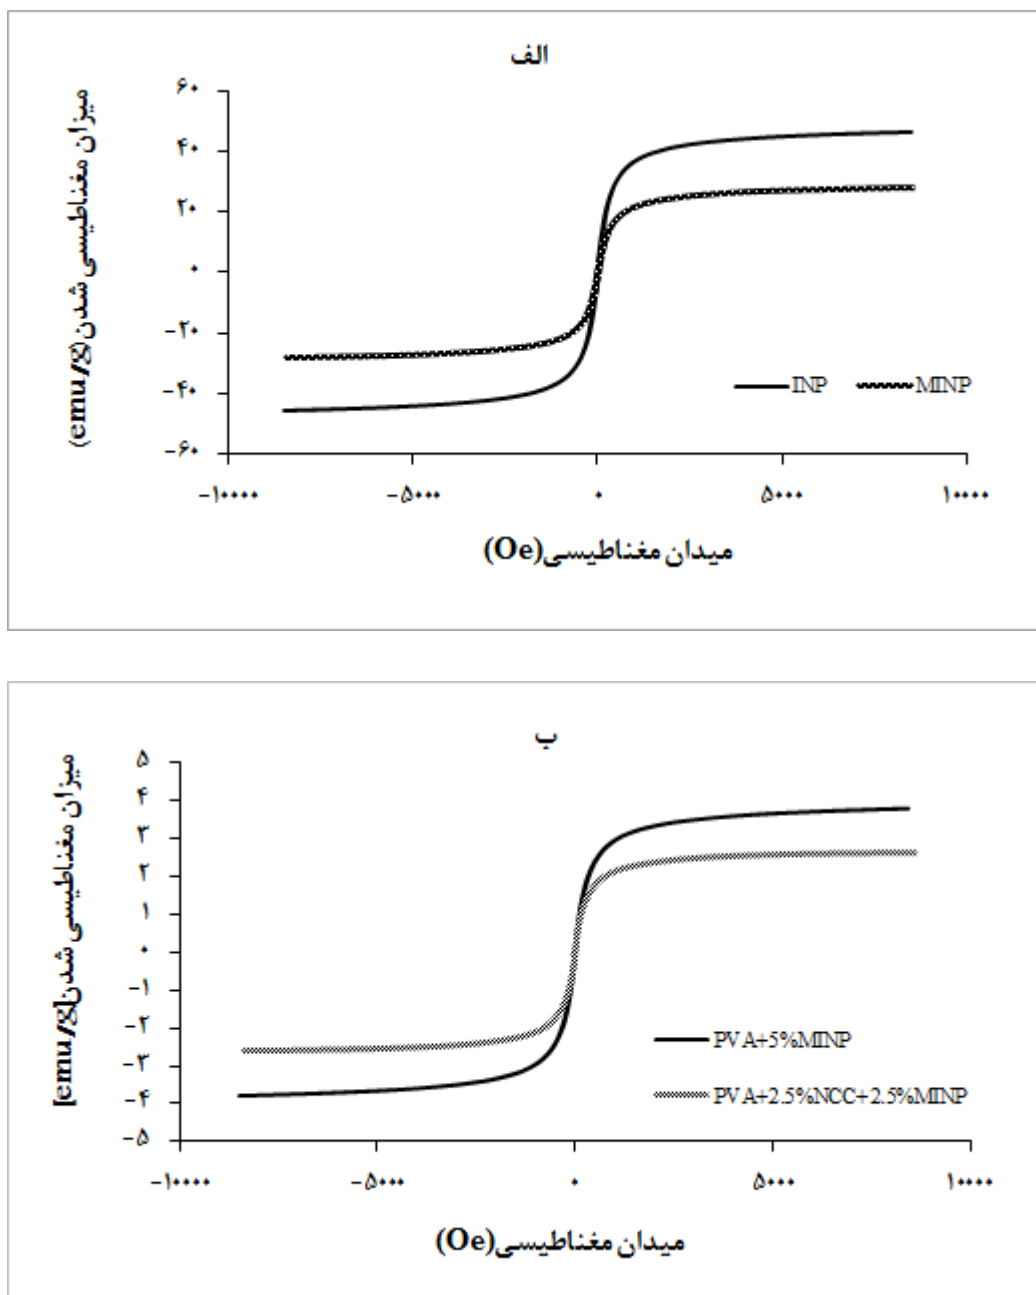 الف
میزان مغناطیسی شدن(emu/g)
۶۰
۴۰
۲۰
۰
-۲۰
-۴۰
-۶۰
-۱۰۰۰۰ -۵۰۰۰ ۰ ۵۰۰۰ ۱۰۰۰۰
INP MINP
میدان مغناطیسی(Oe)
ب
میزان مغناطیسی شدن[emu/g]
۵
۴
۳
۲
۱
۰
-۱
-۲
-۳
-۴
-۵
-۱۰۰۰۰ -۵۰۰۰ ۰ ۵۰۰۰ ۱۰۰۰۰
PVA+5%MINP
PVA+2.5%NCC+2.5%MINP
میدان مغناطیسی(Oe)